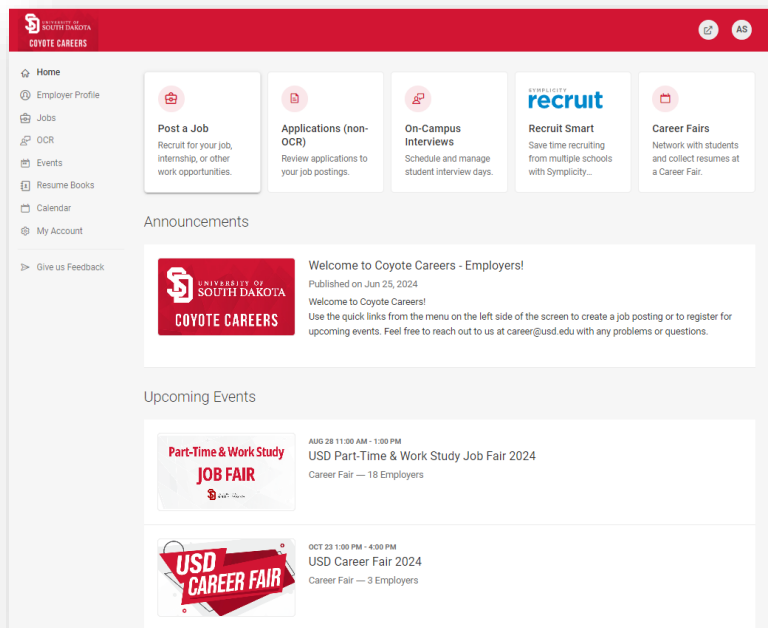 UNIVERSITY OF
SOUTH DAKOTA
COYOTE CAREERS
AS
Home
Employer Profile
Jobs
OCR
Events
Resume Books
Calendar
My Account
Give us Feedback
Post a Job
Recruit for your job,
internship, or other
work opportunities.
Applications (non-
OCR)
Review applications to
your job postings.
On-Campus
Interviews
Schedule and manage
student interview days.
SYMPLICITY
recruit
Recruit Smart
Save time recruiting
from multiple schools
with Symplicity...
Career Fairs
Network with students
and collect resumes at
a Career Fair.
Announcements
UNIVERSITY OF
SOUTH DAKOTA
COYOTE CAREERS
Welcome to Coyote Careers - Employers!
Published on Jun 25, 2024
Welcome to Coyote Careers!
Use the quick links from the menu on the left side of the screen to create a job posting or to register for
upcoming events. Feel free to reach out to us at career@usd.edu with any problems or questions.
Upcoming Events
Part-Time & Work Study
JOB FAIR
AUG 28 11:00 AM - 1:00 PM
USD Part-Time & Work Study Job Fair 2024
Career Fair — 18 Employers
USD
CAREER FAIR
OCT 23 1:00 PM - 4:00 PM
USD Career Fair 2024
Career Fair — 3 Employers